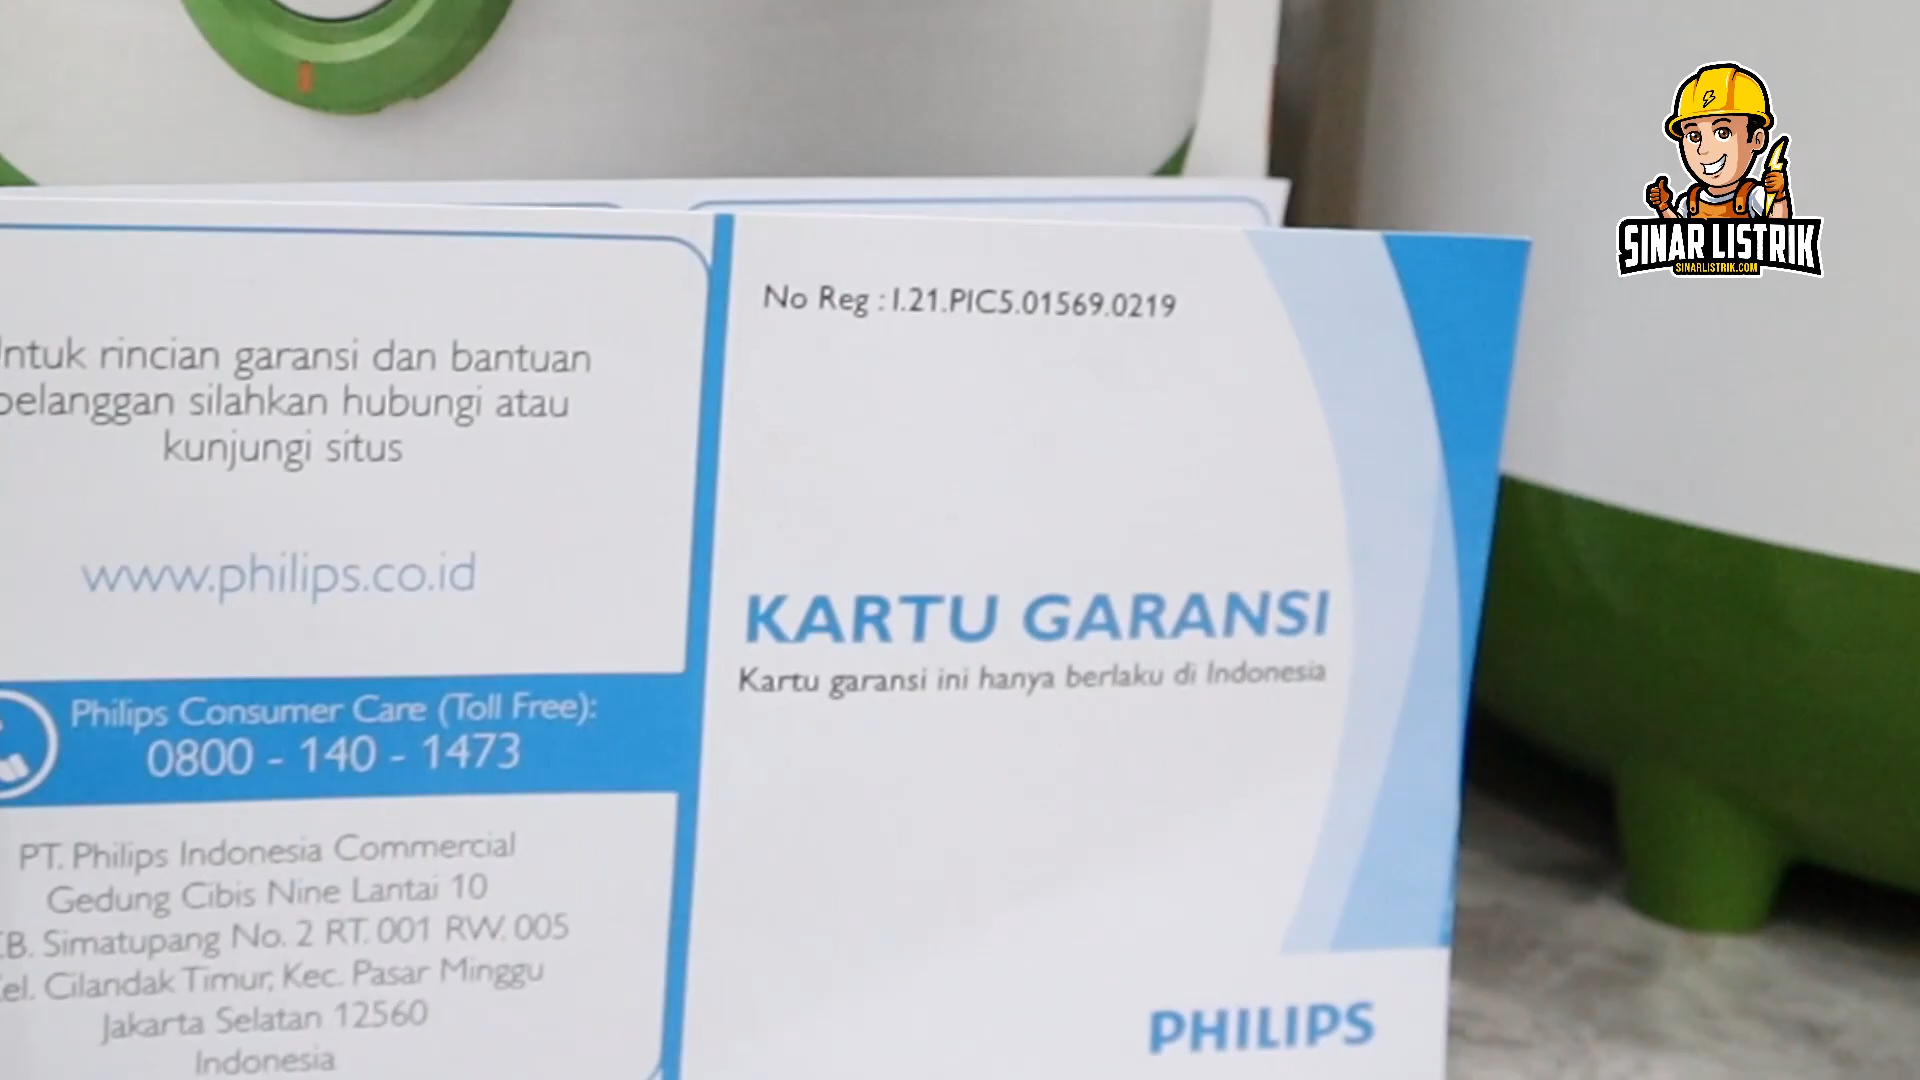 ntuk rincian garansi dan bantuan
pelanggan silahkan hubungi atau
kunjungi situs
www.philips.co.id
Philips Consumer Care (Toll Free):
0800 - 140 - 1473
PT. Philips Indonesia Commercial
Gedung Cibis Nine Lantai 10
.B. Simatupang No. 2 RT. 001 RW. 005
el. Cilandak Timur, Kec. Pasar Minggu
Jakarta Selatan 12560
Indonesia
No Reg : I.21.PIC5.01569.0219
KARTU GARANSI
Kartu garansi ini hanya berlaku di Indonesia
PHILIPS
SINAR LISTRIK
SINARLISTRIK.COM